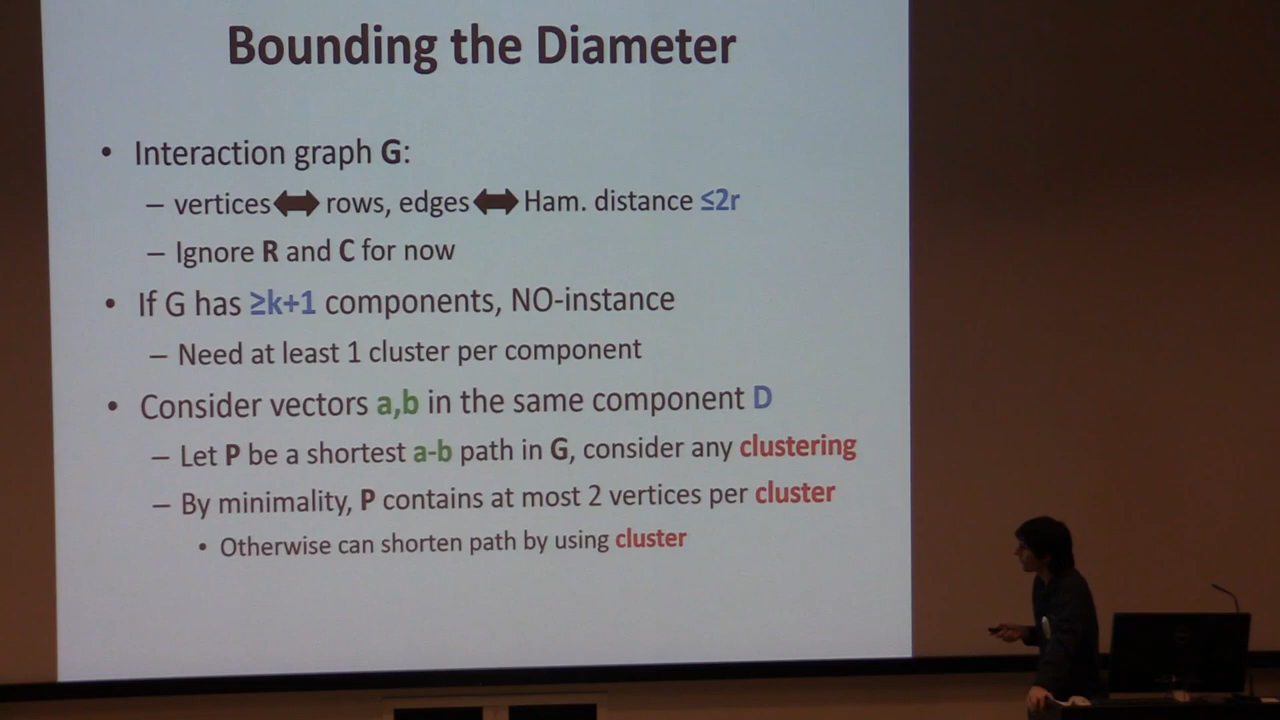 Bounding the Diameter
• Interaction graph G:
– vertices⬌ rows, edges⬌ Ham. distance ≤2r
– Ignore R and C for now
• If G has ≥k+1 components, NO-instance
– Need at least 1 cluster per component
• Consider vectors a,b in the same component D
– Let P be a shortest a-b path in G, consider any clustering
– By minimality, P contains at most 2 vertices per cluster
• Otherwise can shorten path by using cluster